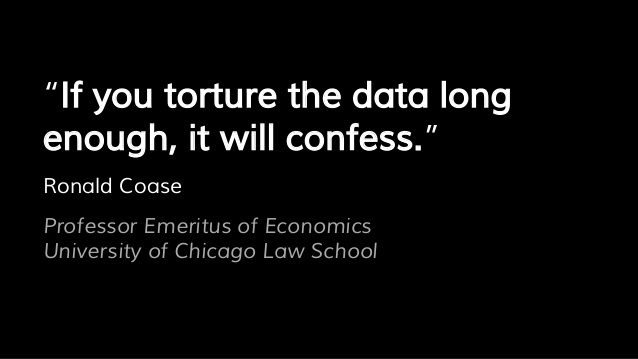 “If you torture the data long
enough, it will confess.”
Ronald Coase
Professor Emeritus of Economics
University of Chicago Law School